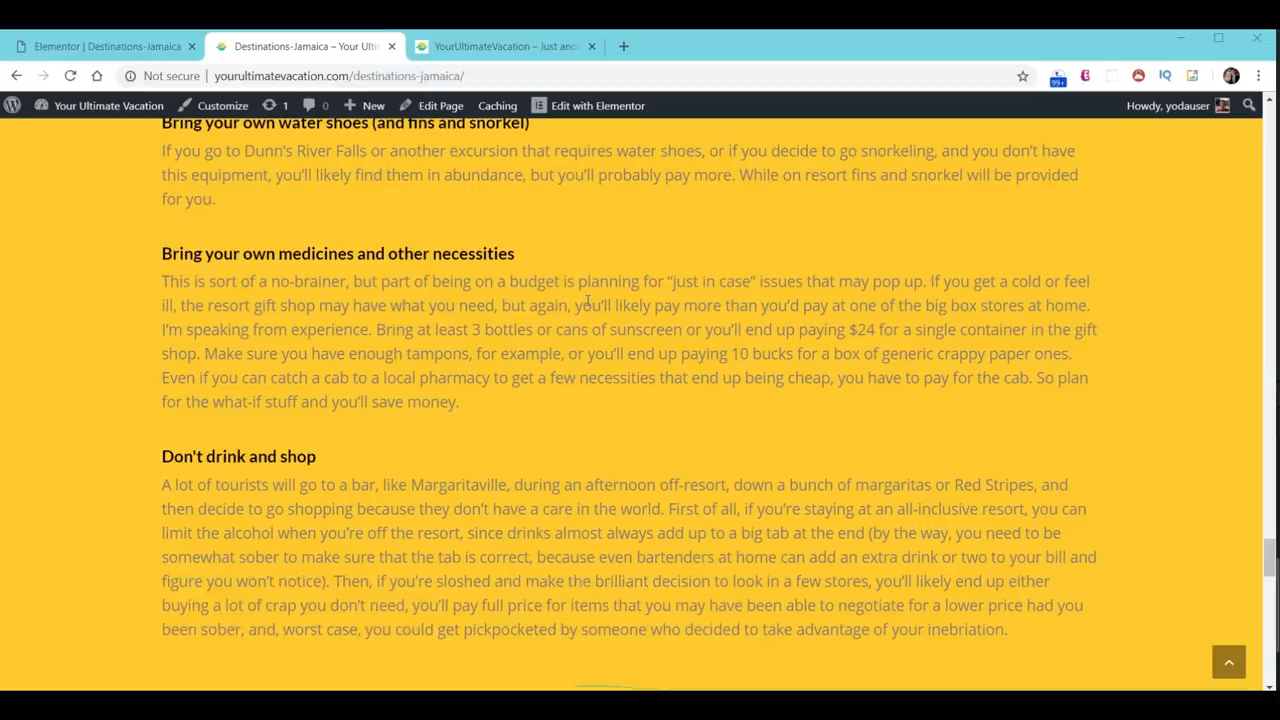 Elementor | Destinations-Jamaica
Destinations-Jamaica – Your Ulti
YourUltimateVacation – Just ano
Not secure | yourultimatevacation.com/destinations-jamaica/
99+
IQ
Your Ultimate Vacation Customize 1 0 New Edit Page Caching Edit with Elementor Howdy, yodauser
Bring your own water shoes (and fins and snorkel)
If you go to Dunn’s River Falls or another excursion that requires water shoes, or if you decide to go snorkeling, and you don’t have
this equipment, you’ll likely find them in abundance, but you’ll probably pay more. While on resort fins and snorkel will be provided
for you.
Bring your own medicines and other necessities
This is sort of a no-brainer, but part of being on a budget is planning for “just in case” issues that may pop up. If you get a cold or feel
ill, the resort gift shop may have what you need, but again, you’ll likely pay more than you’d pay at one of the big box stores at home.
I’m speaking from experience. Bring at least 3 bottles or cans of sunscreen or you’ll end up paying $24 for a single container in the gift
shop. Make sure you have enough tampons, for example, or you’ll end up paying 10 bucks for a box of generic crappy paper ones.
Even if you can catch a cab to a local pharmacy to get a few necessities that end up being cheap, you have to pay for the cab. So plan
for the what-if stuff and you’ll save money.
Don't drink and shop
A lot of tourists will go to a bar, like Margaritaville, during an afternoon off-resort, down a bunch of margaritas or Red Stripes, and
then decide to go shopping because they don’t have a care in the world. First of all, if you’re staying at an all-inclusive resort, you can
limit the alcohol when you’re off the resort, since drinks almost always add up to a big tab at the end (by the way, you need to be
somewhat sober to make sure that the tab is correct, because even bartenders at home can add an extra drink or two to your bill and
figure you won’t notice). Then, if you’re sloshed and make the brilliant decision to look in a few stores, you’ll likely end up either
buying a lot of crap you don’t need, you’ll pay full price for items that you may have been able to negotiate for a lower price had you
been sober, and, worst case, you could get pickpocketed by someone who decided to take advantage of your inebriation.